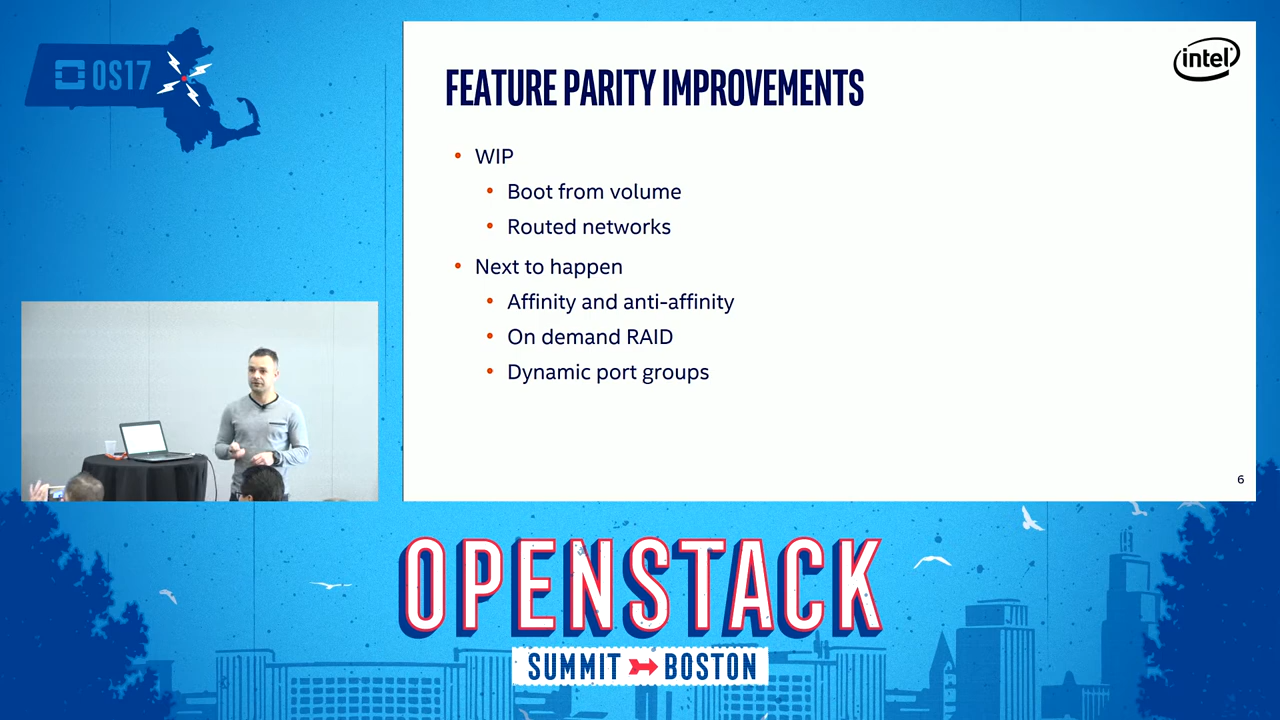 OS17
intel
FEATURE PARITY IMPROVEMENTS
• WIP
• Boot from volume
• Routed networks
• Next to happen
• Affinity and anti-affinity
• On demand RAID
• Dynamic port groups
6
OPENSTACK
SUMMIT BOSTON